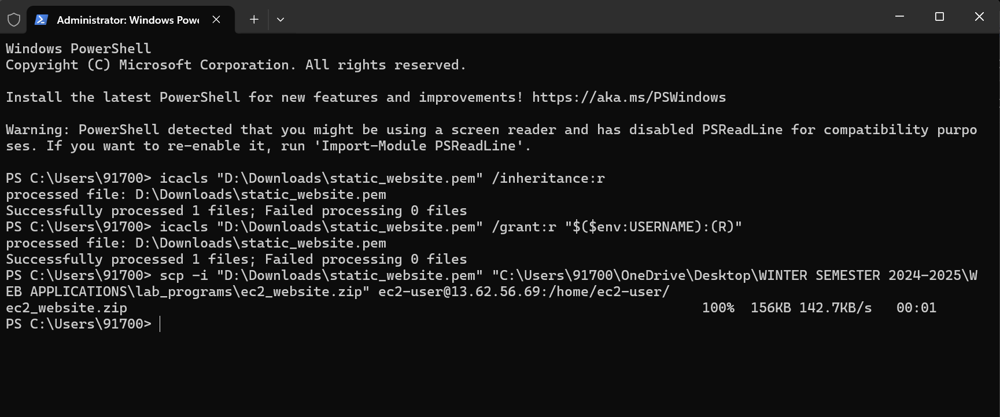 Administrator: Windows Powe
Windows PowerShell
Copyright (C) Microsoft Corporation. All rights reserved.
Install the latest PowerShell for new features and improvements! https://aka.ms/PSWindows
Warning: PowerShell detected that you might be using a screen reader and has disabled PSReadLine for compatibility purpo
ses. If you want to re-enable it, run 'Import-Module PSReadLine'.
PS C:\Users\91700> icacls "D:\Downloads\static_website.pem" /inheritance:r
processed file: D:\Downloads\static_website.pem
Successfully processed 1 files; Failed processing 0 files
PS C:\Users\91700> icacls "D:\Downloads\static_website.pem" /grant:r "$($env:USERNAME):(R)"
processed file: D:\Downloads\static_website.pem
Successfully processed 1 files; Failed processing 0 files
PS C:\Users\91700> scp -i "D:\Downloads\static_website.pem" "C:\Users\91700\OneDrive\Desktop\WINTER SEMESTER 2024-2025\W
EB APPLICATIONS\lab_programs\ec2_website.zip" ec2-user@13.62.56.69:/home/ec2-user/
ec2_website.zip 100% 156KB 142.7KB/s 00:01
PS C:\Users\91700>